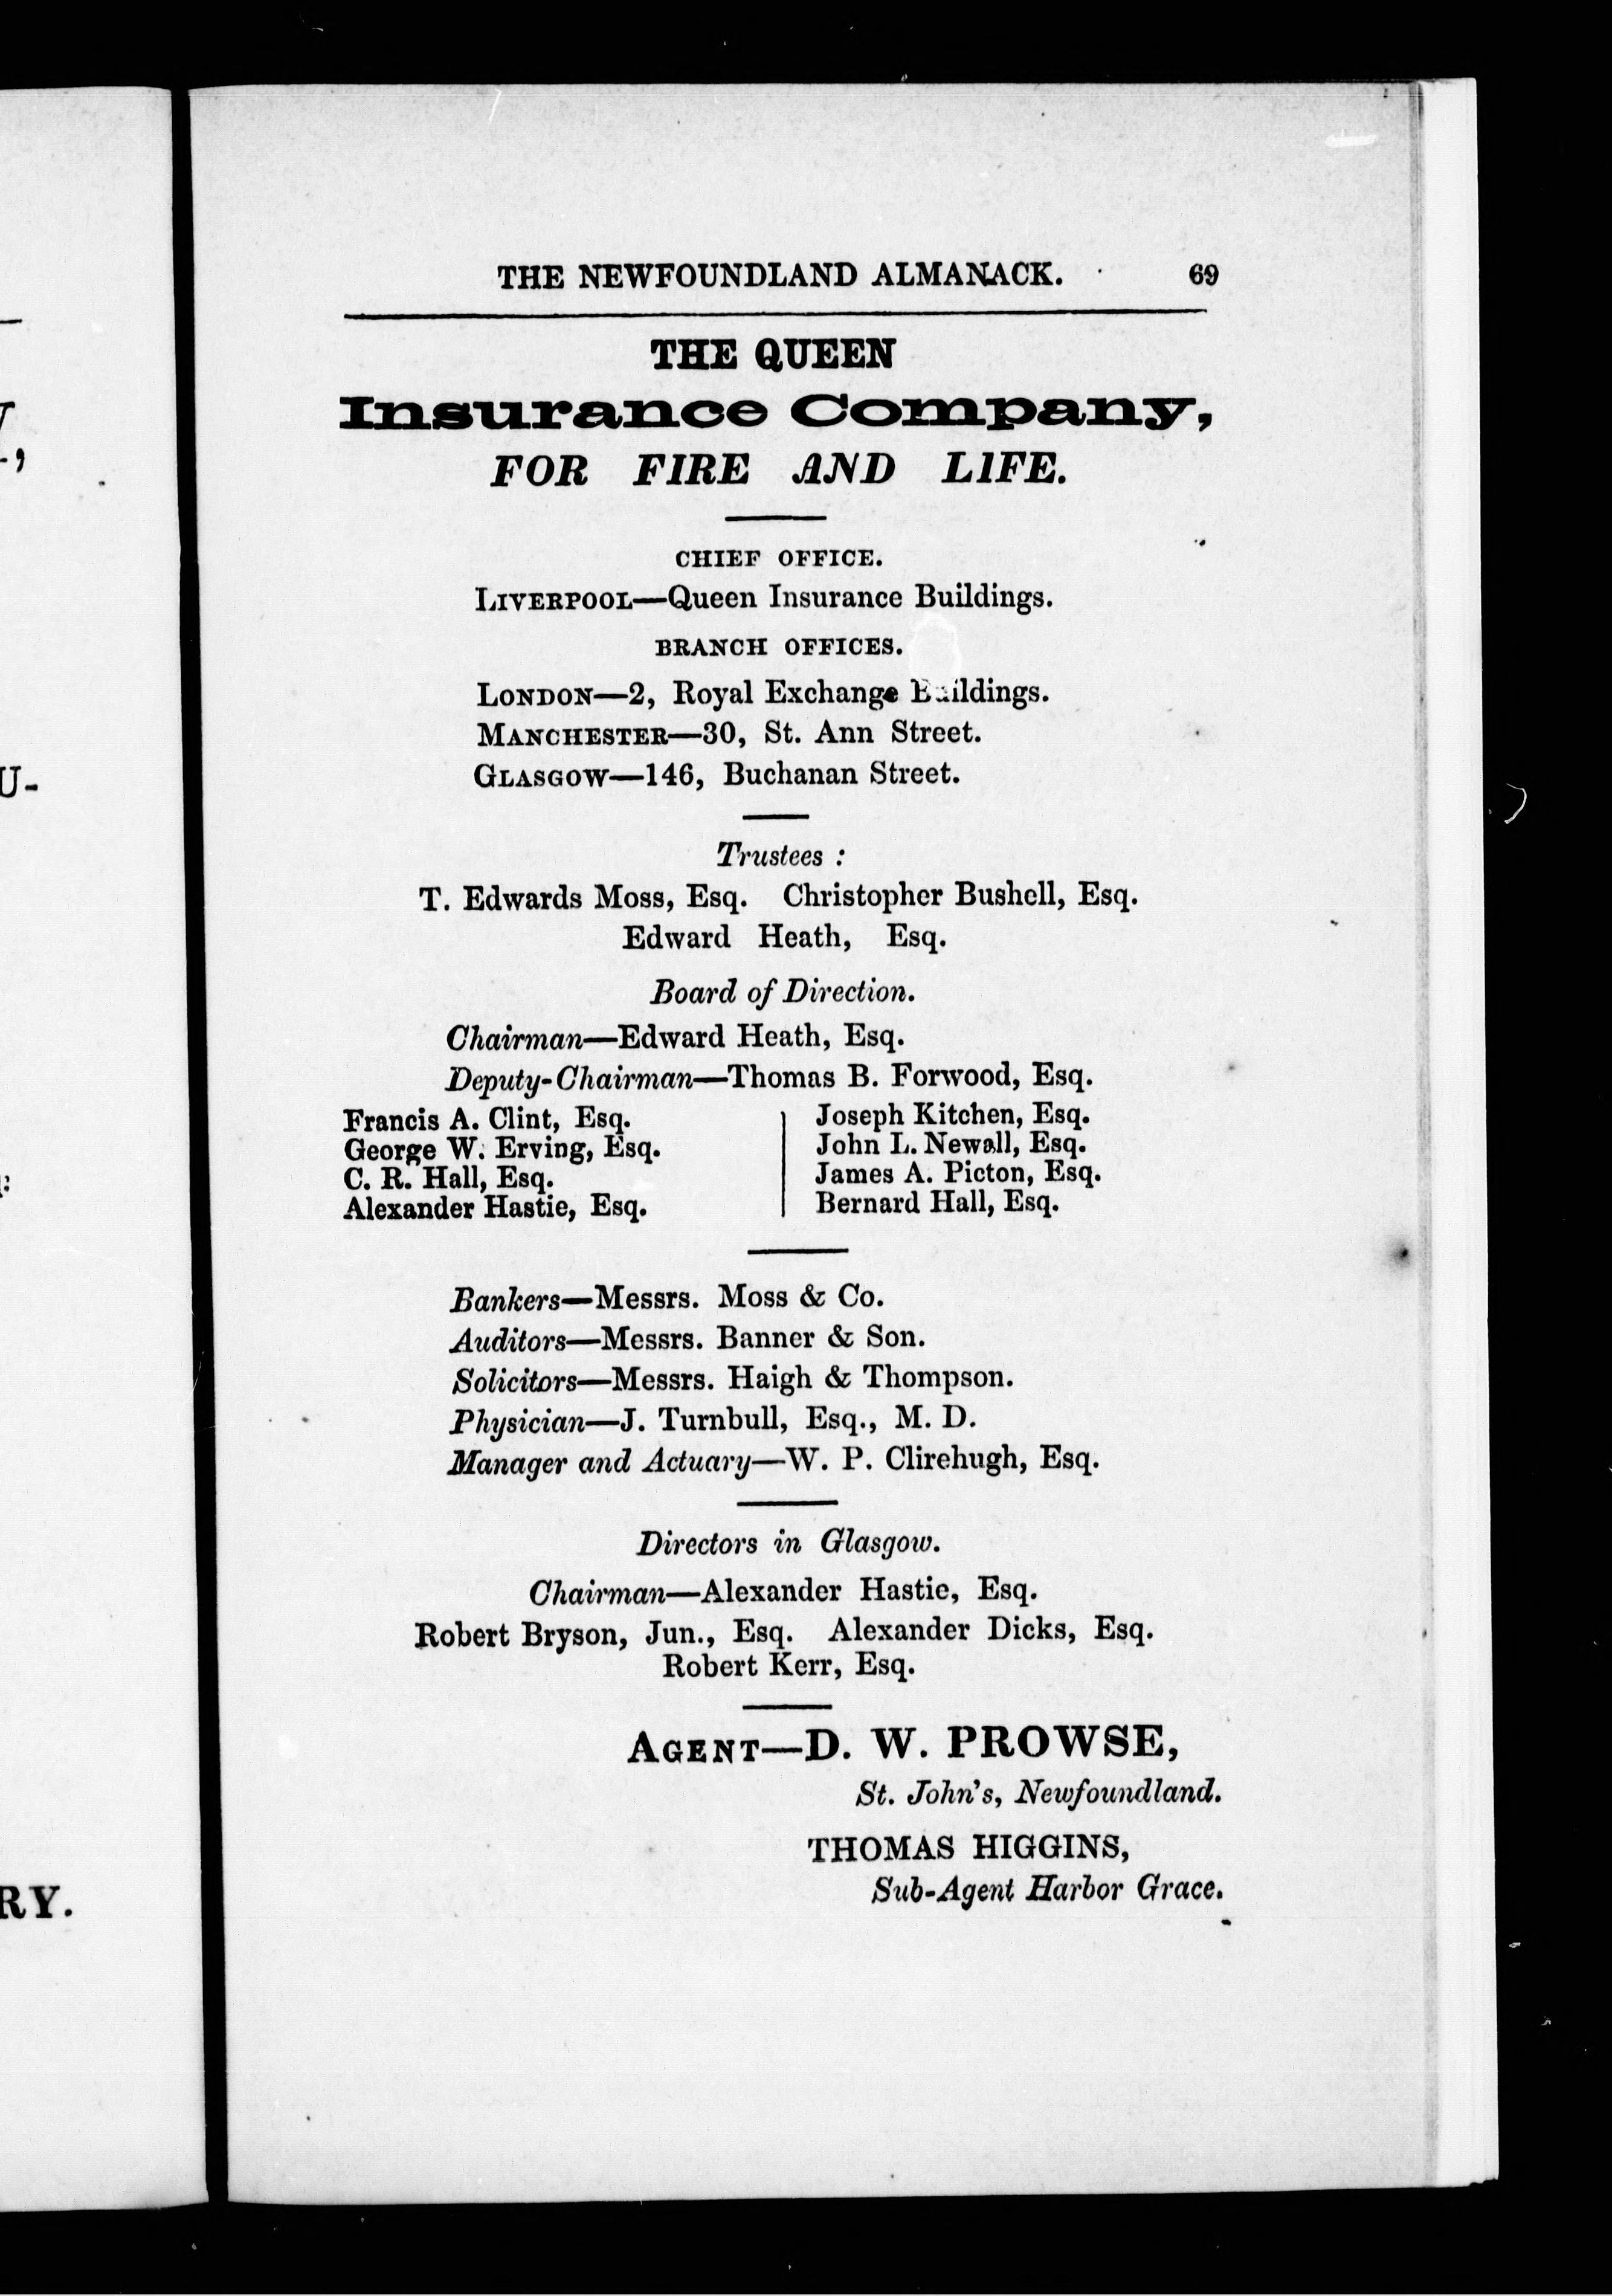 THE NEWFOUNDLAND ALMANACK. 69
THE QUEEN
Insurance Company,
FOR FIRE AND LIFE.
CHIEF OFFICE.
LIVERPOOL—Queen Insurance Buildings.
BRANCH OFFICES.
LONDON—2, Royal Exchange Buildings.
MANCHESTER—30, St. Ann Street.
GLASGOW—146, Buchanan Street.
Trustees :
T. Edwards Moss, Esq. Christopher Bushell, Esq.
Edward Heath, Esq.
Board of Direction.
Chairman—Edward Heath, Esq.
Deputy-Chairman—Thomas B. Forwood, Esq.
Francis A. Clint, Esq.
George W. Erving, Esq.
C. R. Hall, Esq.
Alexander Hastie, Esq.
Joseph Kitchen, Esq.
John L. Newall, Esq.
James A. Picton, Esq.
Bernard Hall, Esq.
Bankers—Messrs. Moss & Co.
Auditors—Messrs. Banner & Son.
Solicitors—Messrs. Haigh & Thompson.
Physician—J. Turnbull, Esq., M. D.
Manager and Actuary—W. P. Clirehugh, Esq.
Directors in Glasgow.
Chairman—Alexander Hastie, Esq.
Robert Bryson, Jun., Esq. Alexander Dicks, Esq.
Robert Kerr, Esq.
AGENT—D. W. PROWSE,
St. John's, Newfoundland.
THOMAS HIGGINS,
Sub-Agent Harbor Grace.